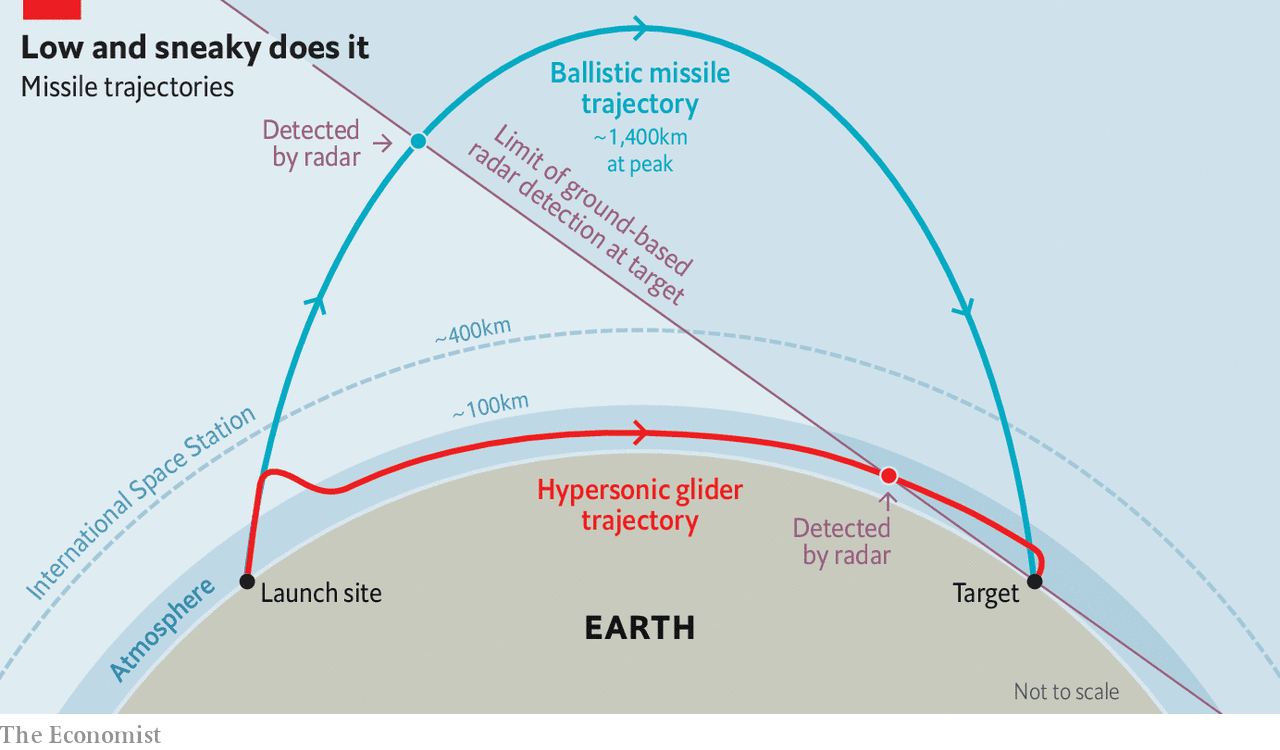 Low and sneaky does it
Missile trajectories
Ballistic missile
trajectory
~1,400km
at peak
Detected
by radar
Limit of ground-based
radar detection at target
~400km
~100km
International Space Station
Hypersonic glider
trajectory
Detected
by radar
Atmosphere
Launch site
Target
EARTH
Not to scale
The Economist